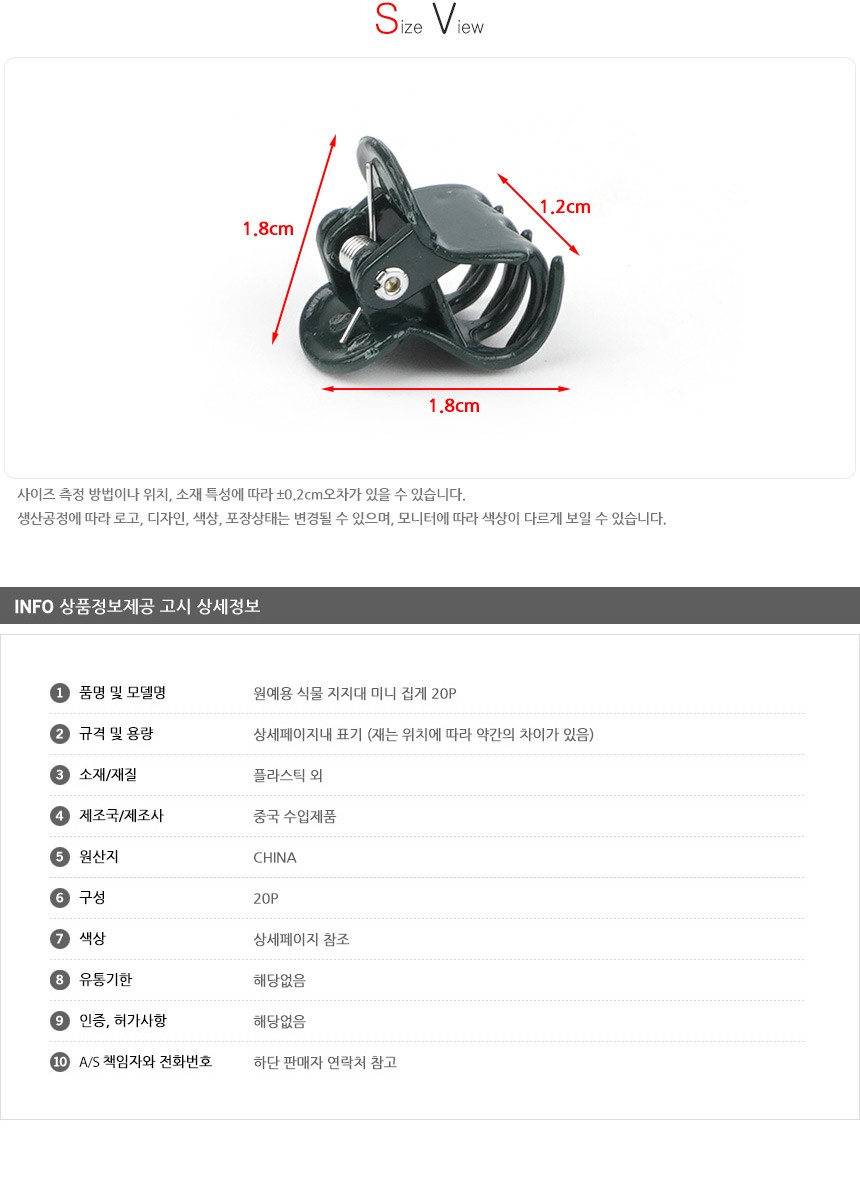 Size View
1.8cm
1.2cm
1.8cm
사이즈 측정 방법이나 위치, 소재 특성에 따라 ±0.2cm오차가 있을 수 있습니다.
생산공정에 따라 로고, 디자인, 색상, 포장상태는 변경될 수 있으며, 모니터에 따라 색상이 다르게 보일 수 있습니다.
INFO 상품정보제공 고시 상세정보
1 품명 및 모델명 원예용 식물 지지대 미니 집게 20P
2 규격 및 용량 상세페이지내 표기 (재는 위치에 따라 약간의 차이가 있음)
3 소재/재질 플라스틱 외
4 제조국/제조사 중국 수입제품
5 원산지 CHINA
6 구성 20P
7 색상 상세페이지 참조
8 유통기한 해당없음
9 인증, 허가사항 해당없음
10 A/S 책임자와 전화번호 하단 판매자 연락처 참고